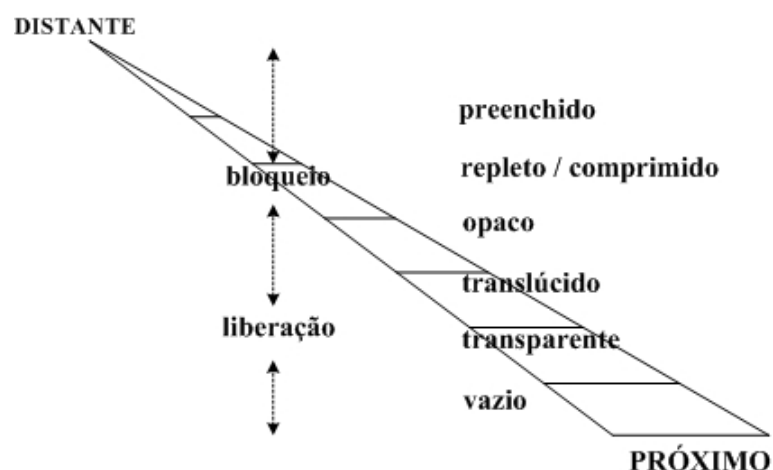 DISTANTE
preenchido
repleto / comprimido
bloqueio
opaco
translúcido
liberação
transparente
vazio
PRÓXIMO